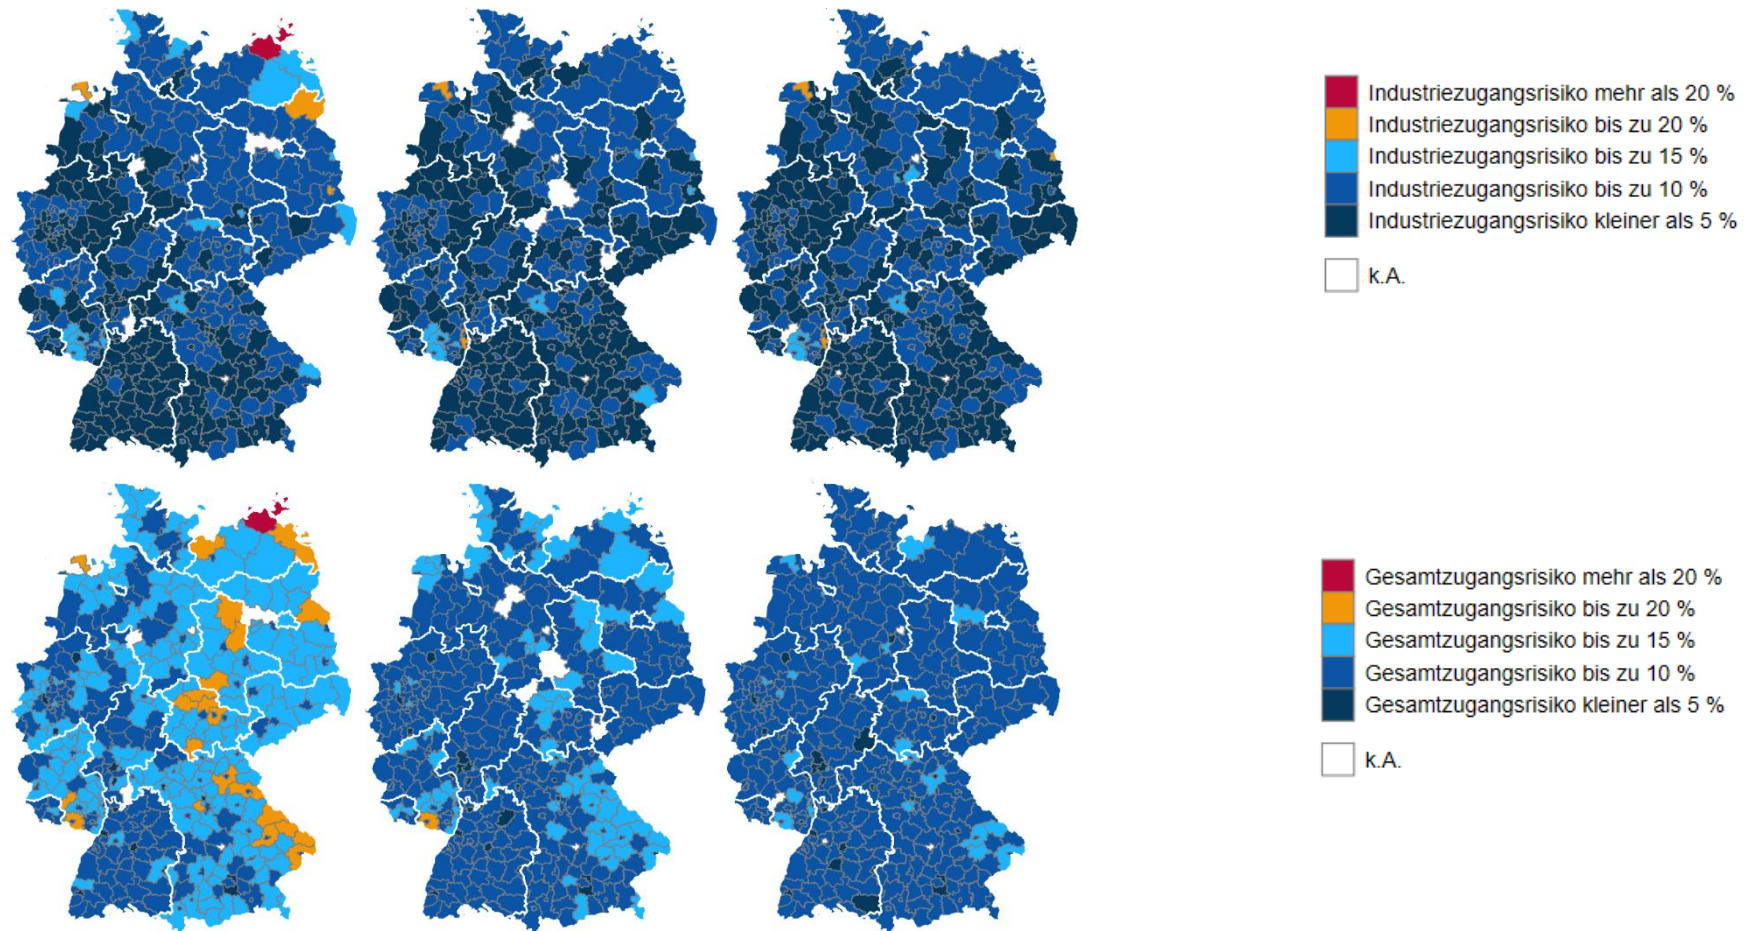 Industriezugangsrisiko mehr als 20 %
Industriezugangsrisiko bis zu 20 %
Industriezugangsrisiko bis zu 15 %
Industriezugangsrisiko bis zu 10 %
Industriezugangsrisiko kleiner als 5 %
k.A.
Gesamtzugangsrisiko mehr als 20 %
Gesamtzugangsrisiko bis zu 20 %
Gesamtzugangsrisiko bis zu 15 %
Gesamtzugangsrisiko bis zu 10 %
Gesamtzugangsrisiko kleiner als 5 %
k.A.